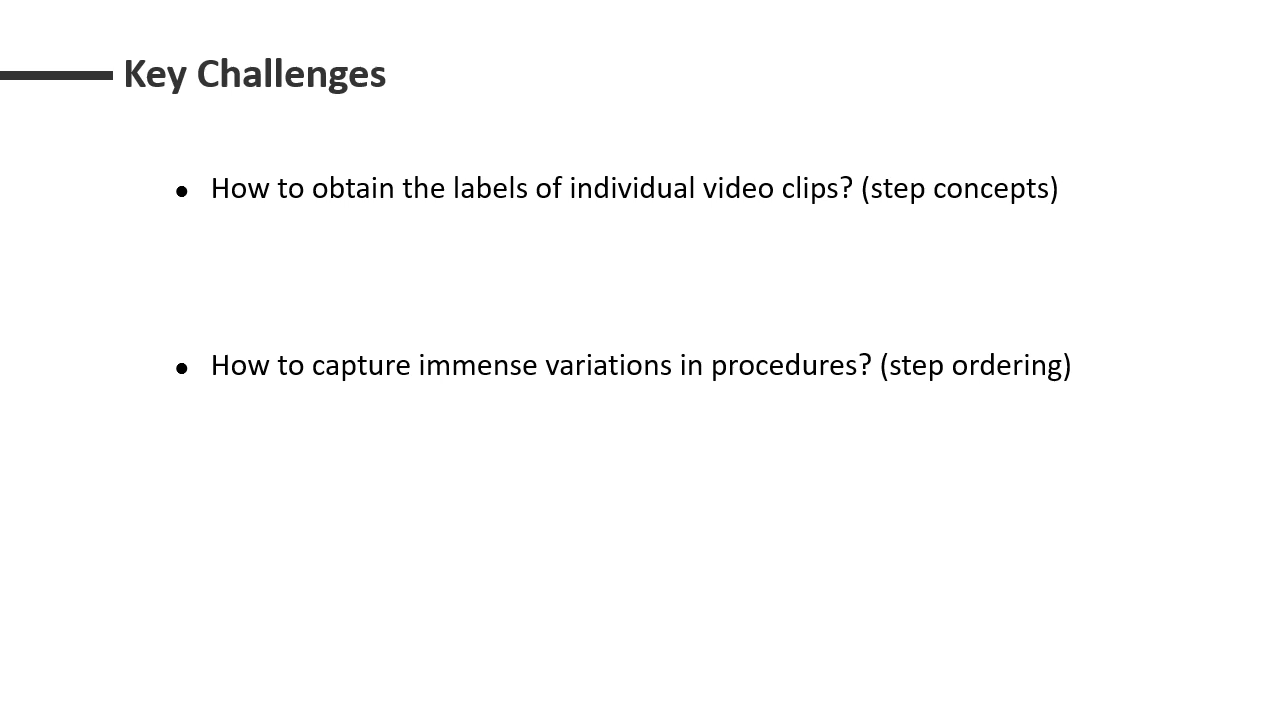 Key Challenges
How to obtain the labels of individual video clips? (step concepts)
How to capture immense variations in procedures? (step ordering)